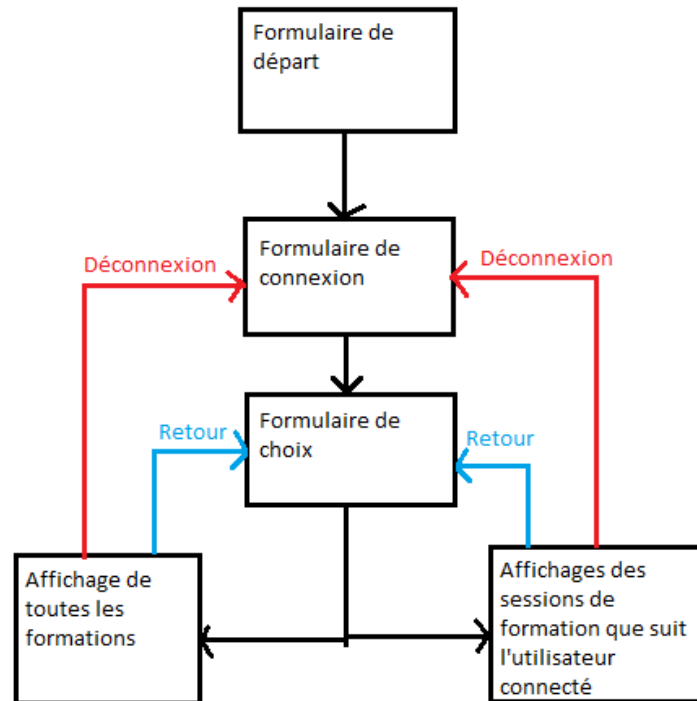 Formulaire de
départ
Formulaire de
connexion
Déconnexion
Déconnexion
Formulaire de
choix
Retour
Retour
Affichage de
toutes les
formations
Affichages des
sessions de
formation que suit
l'utilisateur
connecté